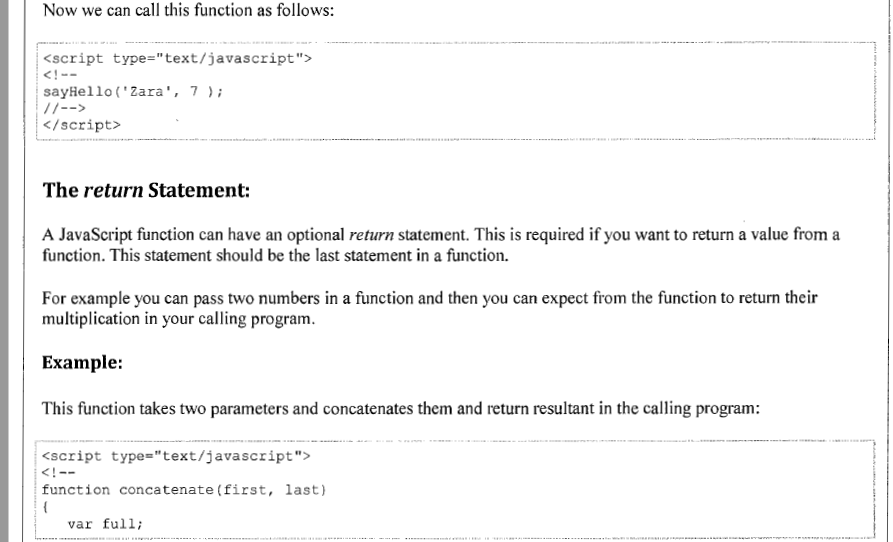 Now we can call this function as follows:
<script type="text/javascript">
<!--
sayHello('Zara', 7 );
//-->
</script>
The return Statement:
A JavaScript function can have an optional return statement. This is required if you want to return a value from a
function. This statement should be the last statement in a function.
For example you can pass two numbers in a function and then you can expect from the function to return their
multiplication in your calling program.
Example:
This function takes two parameters and concatenates them and return resultant in the calling program:
<script type="text/javascript">
<!--
function concatenate(first, last)
{
   var full;